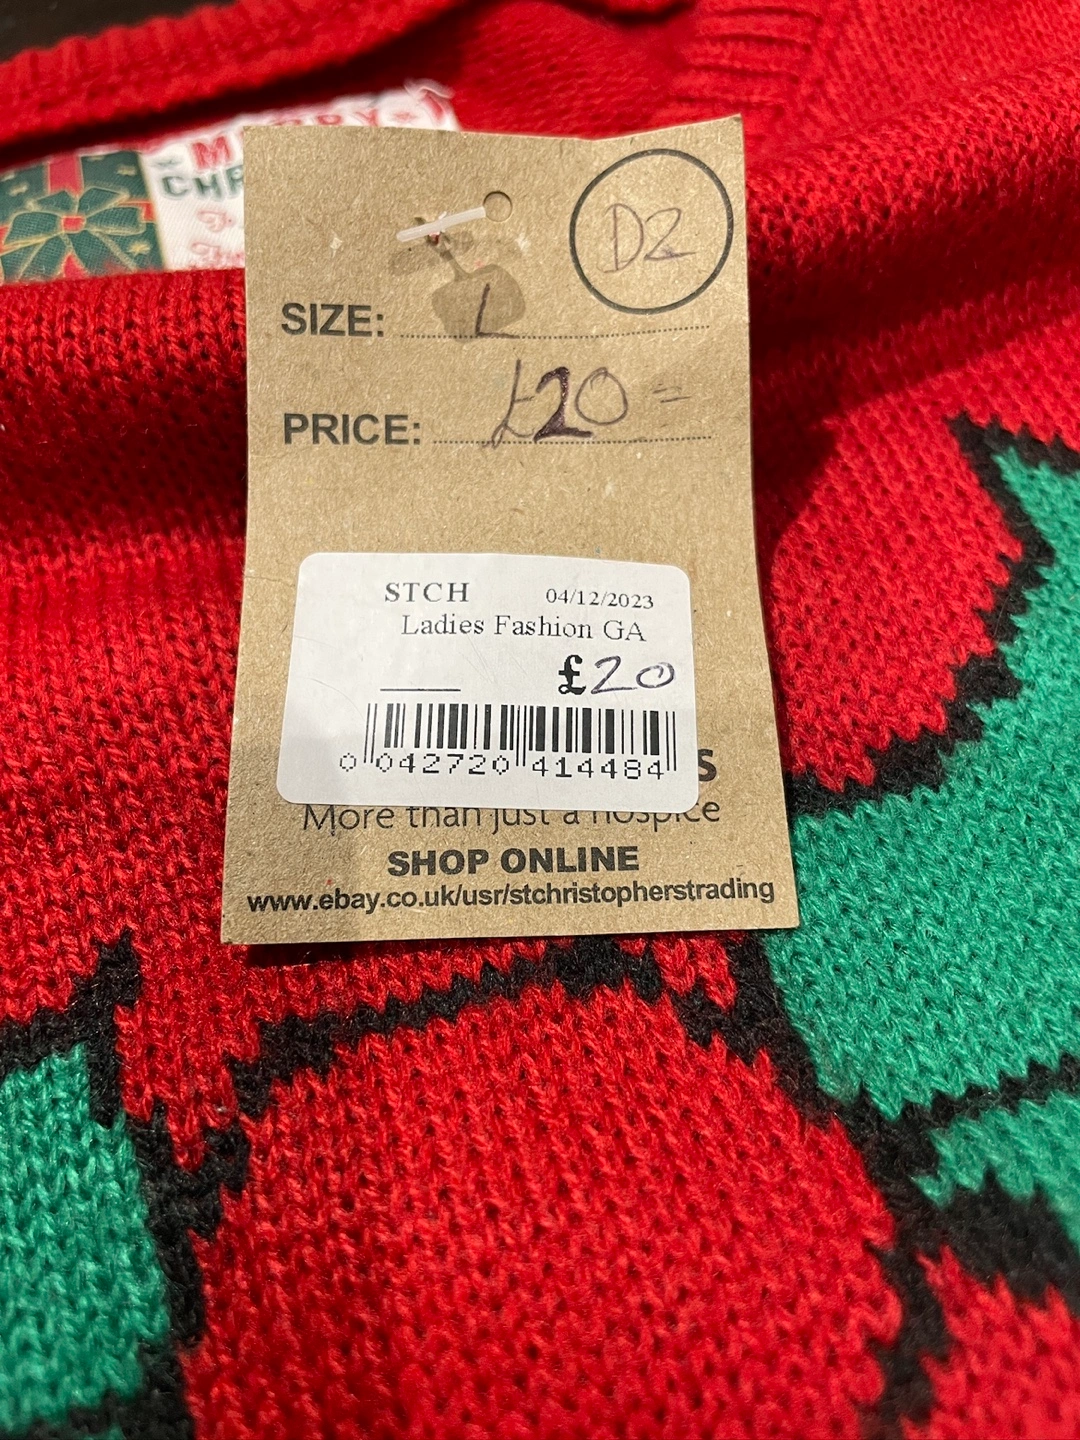 CHR
D2
SIZE: L
PRICE: £20 =
STCH 04/12/2023
Ladies Fashion GA
£20
0 042720 414484
S
More than just a hospice
SHOP ONLINE
www.ebay.co.uk/usr/stchristopherstrading